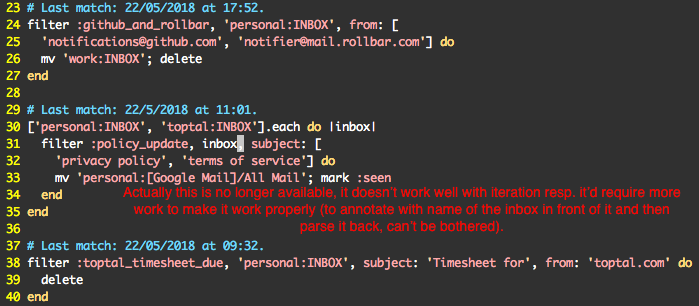 23 # Last match: 22/05/2018 at 17:52.
24 filter :github_and_rollbar, 'personal:INBOX', from: [
25   'notifications@github.com', 'notifier@mail.rollbar.com'] do
26   mv 'work:INBOX'; delete
27 end
28
29 # Last match: 22/5/2018 at 11:01.
30 ['personal:INBOX', 'toptal:INBOX'].each do |inbox|
31   filter :policy_update, inbox, subject: [
32     'privacy policy', 'terms of service'] do
33     mv 'personal:[Google Mail]/All Mail'; mark :seen
34   end
Actually this is no longer available, it doesn't work well with iteration resp. it'd require more
35 end
work to make it work properly (to annotate with name of the inbox in front of it and then
36
parse it back, can't be bothered).
37 # Last match: 22/05/2018 at 09:32.
38 filter :toptal_timesheet_due, 'personal:INBOX', subject: 'Timesheet for', from: 'toptal.com' do
39   delete
40 end